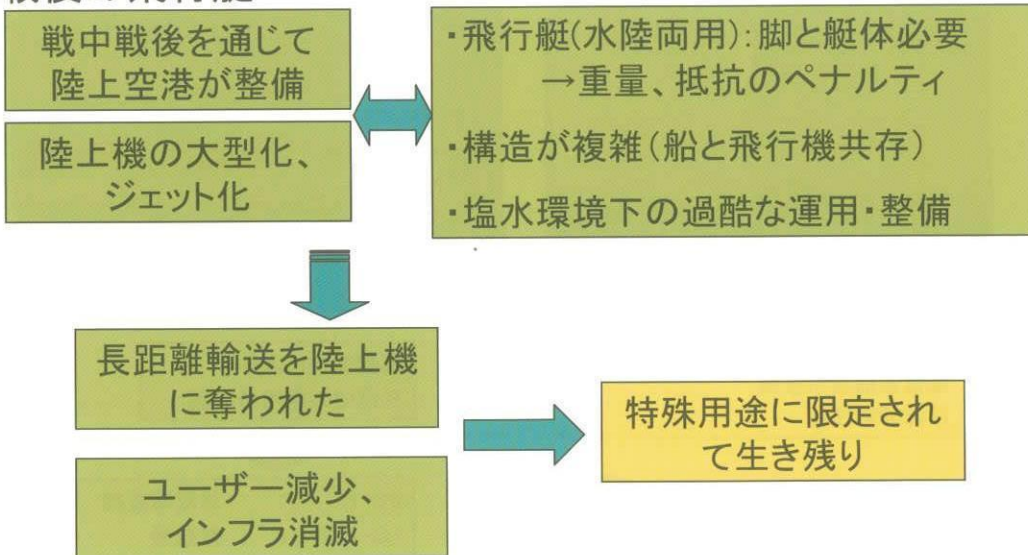 戦中戦後を通じて
陸上空港が整備
陸上機の大型化、
ジェット化
・飛行艇(水陸両用):脚と艇体必要
→重量、抵抗のペナルティ
・構造が複雑(船と飛行機共存)
・塩水環境下の過酷な運用・整備
長距離輸送を陸上機
に奪われた
ユーザー減少、
インフラ消滅
特殊用途に限定され
て生き残り